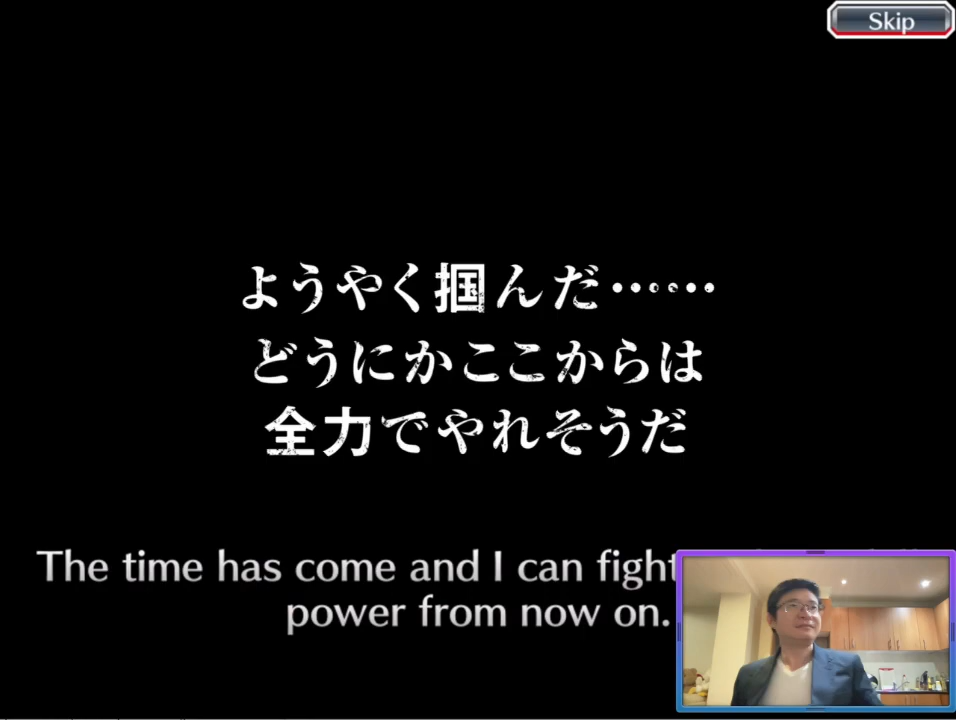 Skip
ようやく掴んだ……
どうにかここからは
全力でやれそうだ
The time has come and I can fight
power from now on.